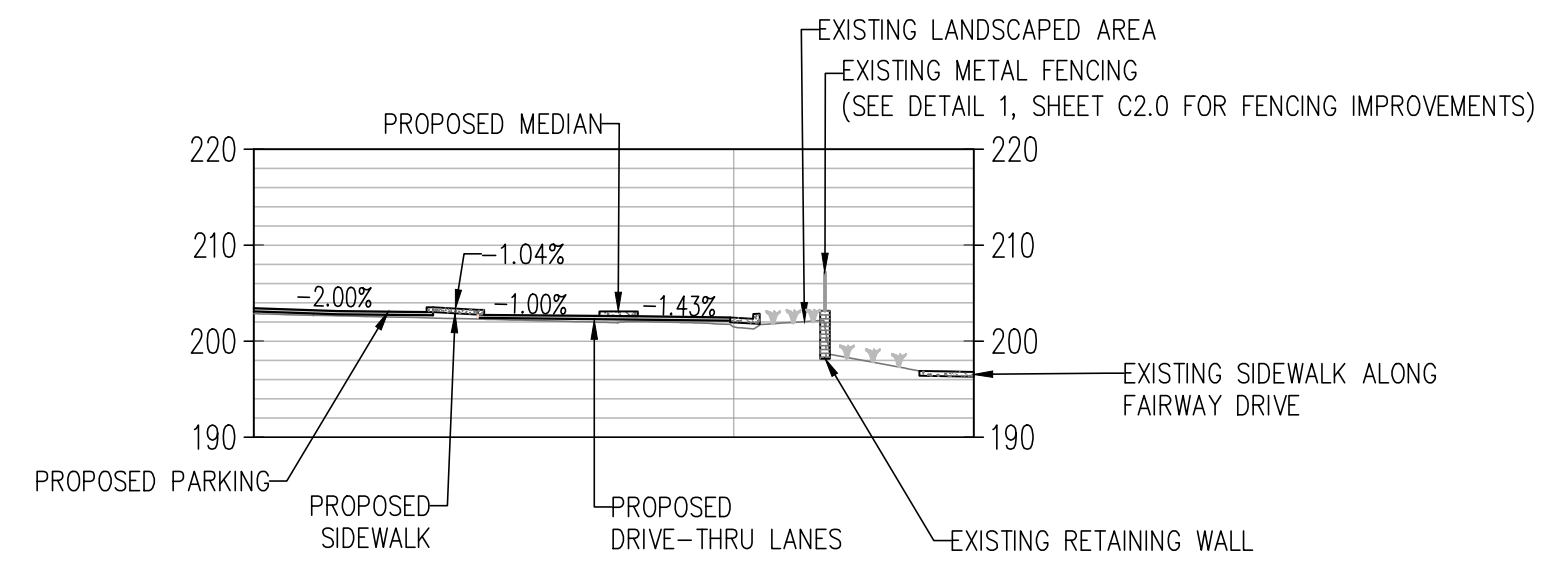 EXISTING LANDSCAPED AREA
EXISTING METAL FENCING
(SEE DETAIL 1, SHEET C2.0 FOR FENCING IMPROVEMENTS)
PROPOSED MEDIAN
220
220
210
210
-1.04%
-2.00%
-1.00%
-1.43%
200
200
EXISTING SIDEWALK ALONG
FAIRWAY DRIVE
190
190
PROPOSED PARKING
PROPOSED
SIDEWALK
PROPOSED
DRIVE-THRU LANES
EXISTING RETAINING WALL